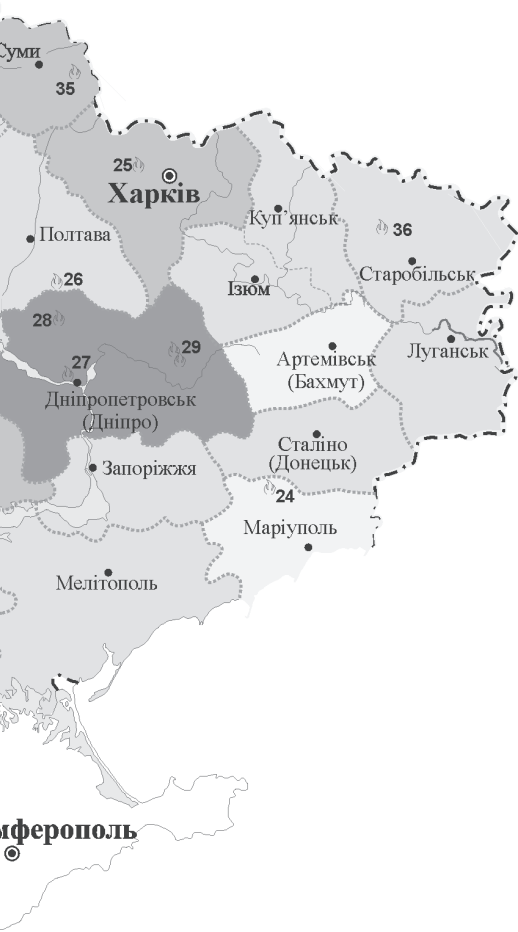 Суми
35
25
Харків
Куп’янськ
36
Полтава
Старобільськ
26
Ізюм
28
29
27
Артемівськ
(Бахмут)
Луганськ
Дніпропетровськ
(Дніпро)
Сталіно
(Донецьк)
Запоріжжя
24
Маріуполь
Мелітополь
мферополь